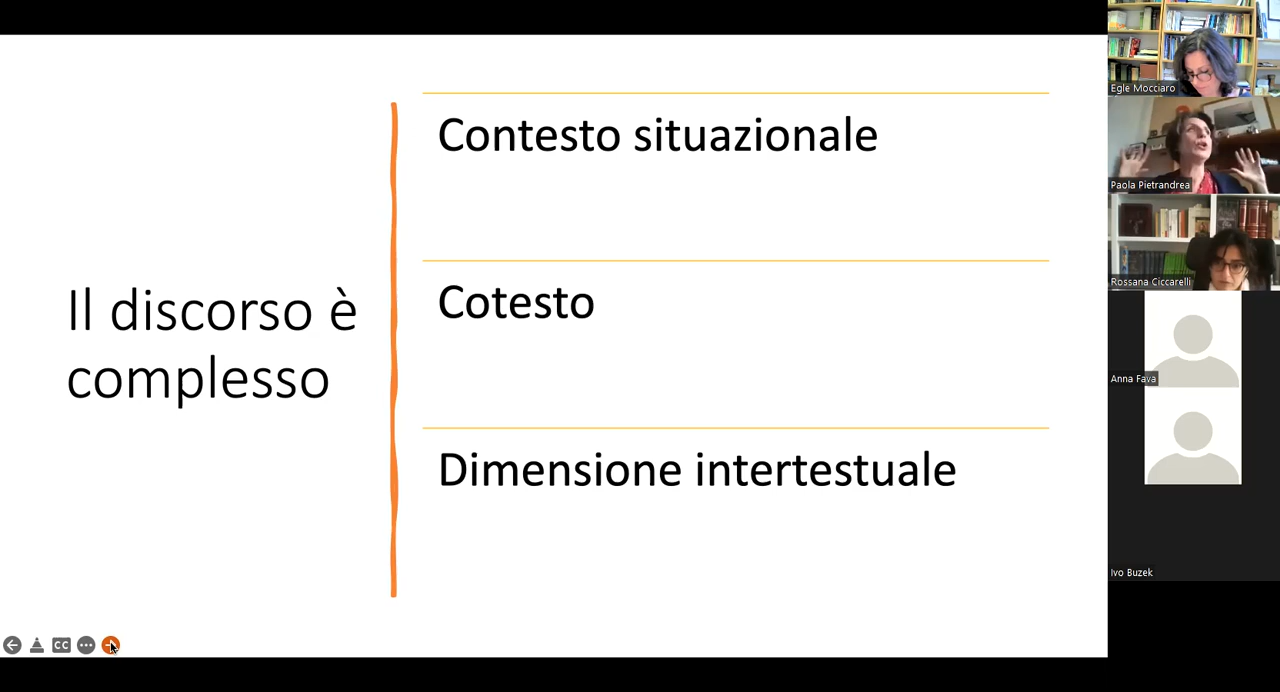 Il discorso è
complesso
Contesto situazionale
Cotesto
Dimensione intertestuale
Egle Mocciaro
Paola Pietrandrea
Rossana Ciccarelli
Anna Fava
Ivo Buzek
CC